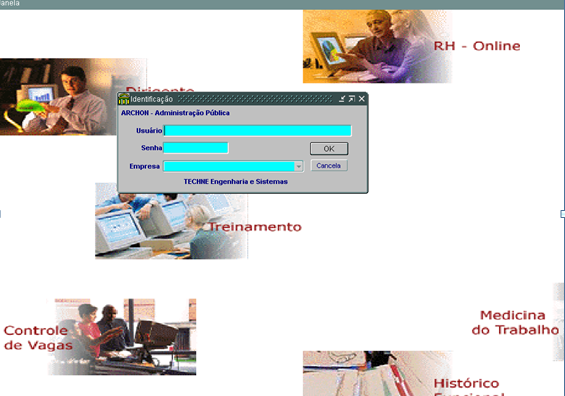 anela
RH - Online
Dirigente
Identificação
ARCHON - Administração Pública
Usuário
Senha
OK
Empresa
Cancela
TECHNE Engenharia e Sistemas
Treinamento
Controle
de Vagas
Medicina
do Trabalho
Histórico
Funcional